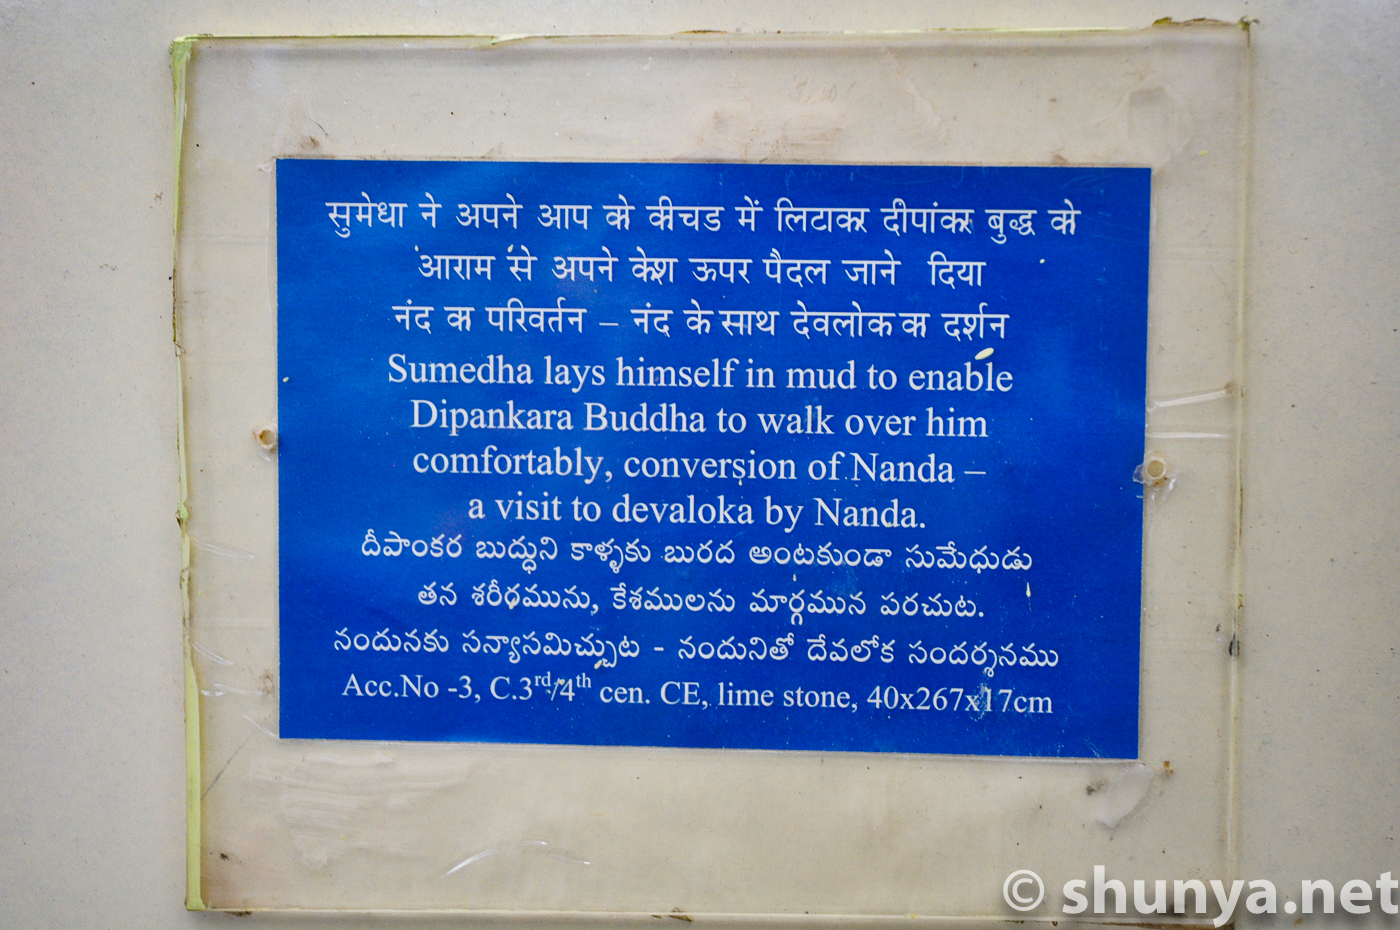 सुमेधा ने अपने आप को कीचड में लिटाकर दीपांकर बुद्ध को
आराम से अपने केश ऊपर पैदल जाने दिया
नंद का परिवर्तन – नंद के साथ देवलोक का दर्शन
Sumedha lays himself in mud to enable
Dipankara Buddha to walk over him
comfortably, conversion of Nanda –
a visit to devaloka by Nanda.
దీపాంకర బుద్ధుని కాళ్ళకు బురద అంటకుండా సుమేధుడు
తన శరీరమును, కేశములను మార్గమున పరచుట.
నందునకు సన్యాసమిచ్చుట - నందునితో దేవలోక సందర్శనము
Acc.No -3, C.3rd/4th cen. CE, lime stone, 40x267x17cm
© shunya.net